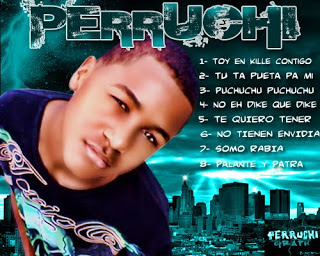 PERRUCHI
1- TOY EN KILLE CONTIGO
2- TU TA PUETA PA MI
3- PUCHUCHU PUCHUCHU
4- NO EH DIKE QUE DIKE
5- TE QUIERO TENER
6- NO TIENEN ENVIDIA
7- SOMO RABIA
8- PALANTE Y PATRA
PERRUCHI
GRAPH